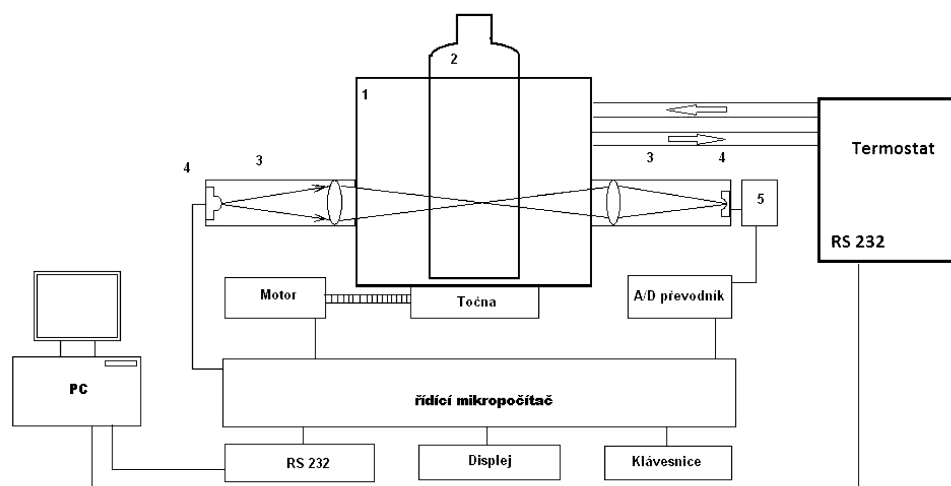 2
1
4
3
3
4
5
Termostat
RS 232
Motor
Točna
A/D převodník
PC
řídící mikropočítač
RS 232
Displej
Klávesnice